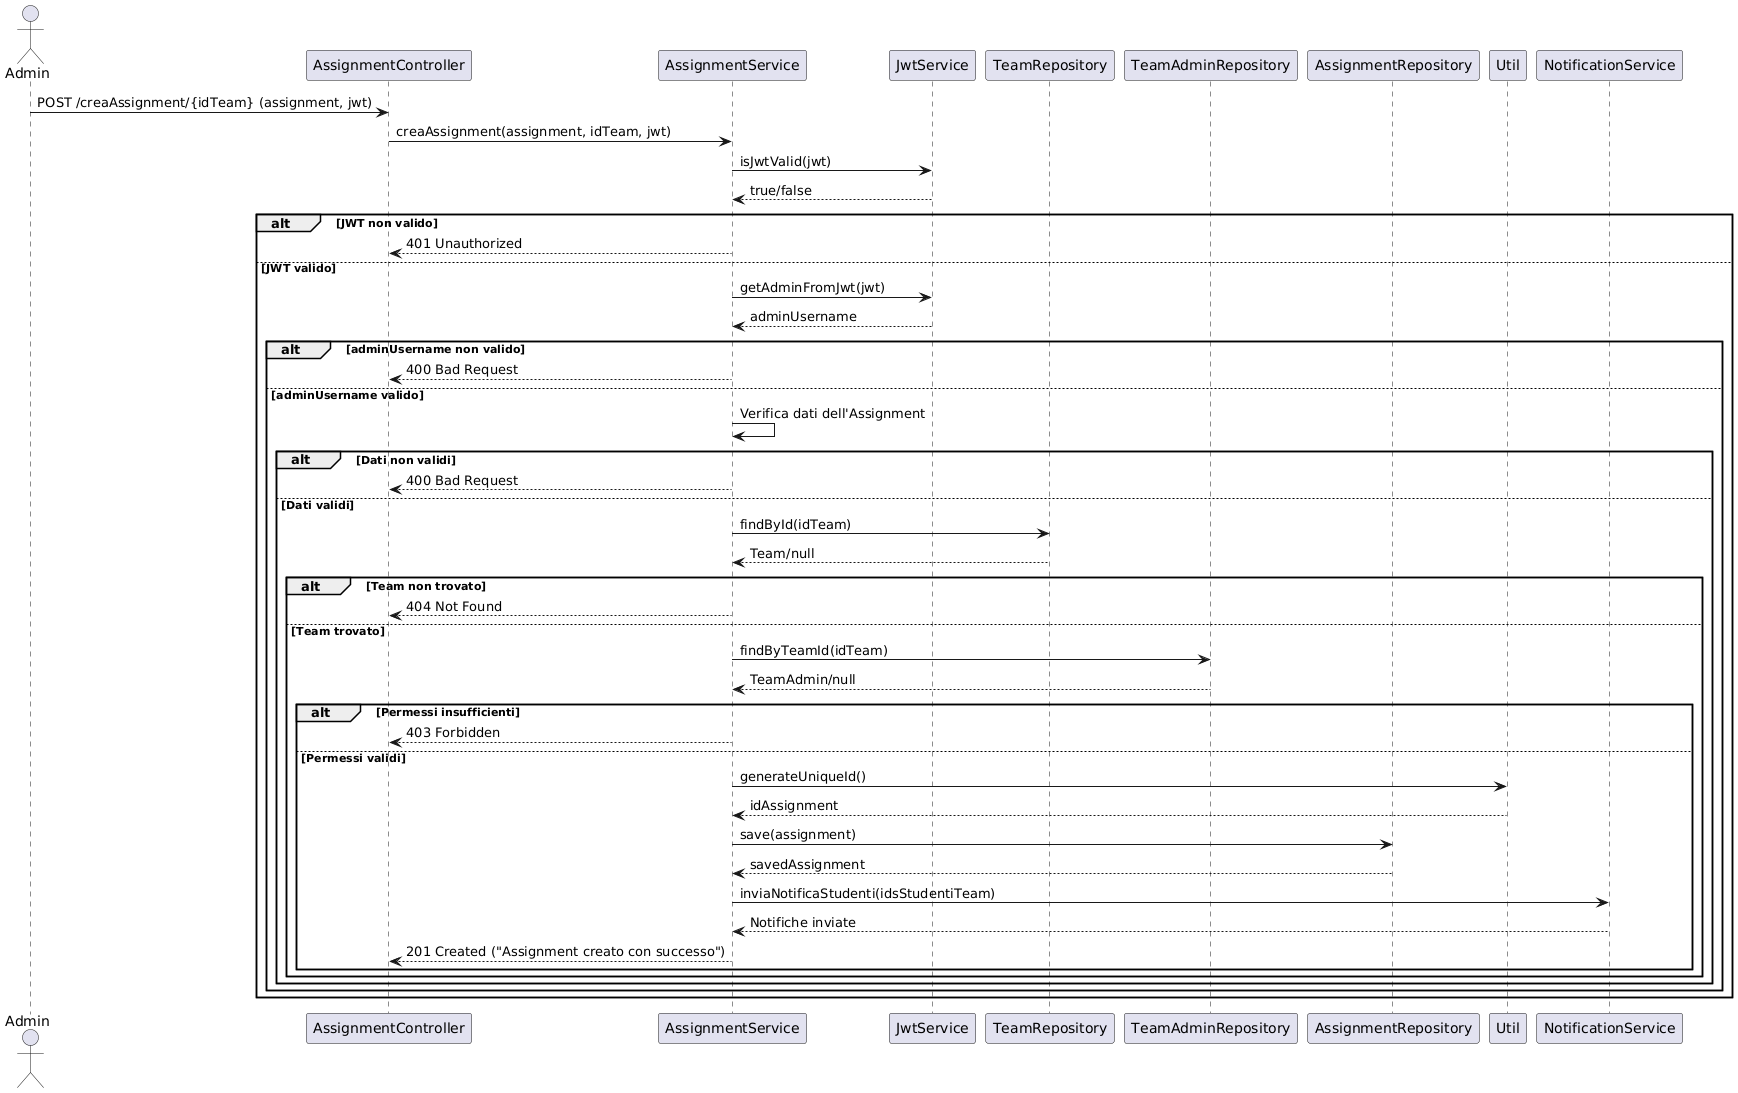 Admin
AssignmentController
AssignmentService
JwtService
TeamRepository
TeamAdminRepository
AssignmentRepository
Util
NotificationService
POST /creaAssignment/{idTeam} (assignment, jwt)
creaAssignment(assignment, idTeam, jwt)
isJwtValid(jwt)
true/false
alt [JWT non valido]
401 Unauthorized
[JWT valido]
getAdminFromJwt(jwt)
adminUsername
alt [adminUsername non valido]
400 Bad Request
[adminUsername valido]
Verifica dati dell'Assignment
alt [Dati non validi]
400 Bad Request
[Dati validi]
findById(idTeam)
Team/null
alt [Team non trovato]
404 Not Found
[Team trovato]
findByTeamId(idTeam)
TeamAdmin/null
alt [Permessi insufficienti]
403 Forbidden
[Permessi validi]
generateUniqueId()
idAssignment
save(assignment)
savedAssignment
inviaNotificaStudenti(idsStudentiTeam)
Notifiche inviate
201 Created ("Assignment creato con successo")
Admin
AssignmentController
AssignmentService
JwtService
TeamRepository
TeamAdminRepository
AssignmentRepository
Util
NotificationService